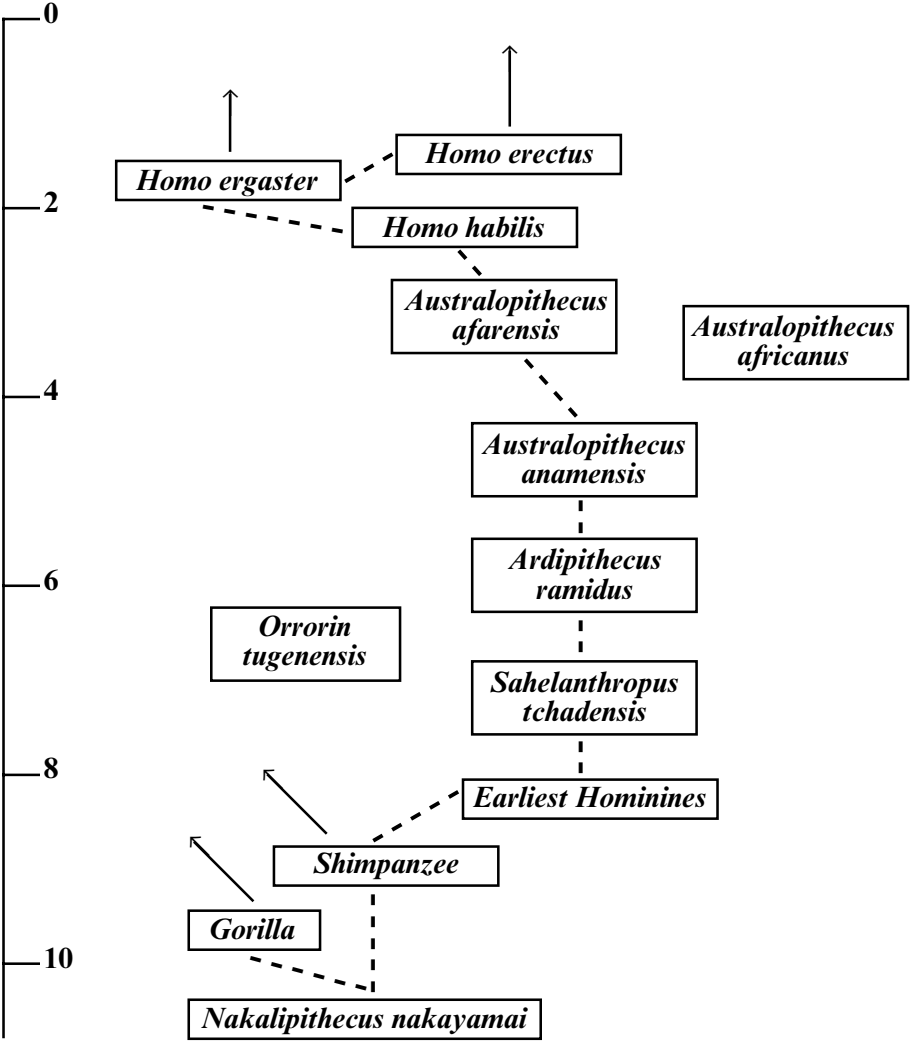 0
Homo erectus
Homo ergaster
2
Homo habilis
Australopithecus
afarensis
Australopithecus
africanus
4
Australopithecus
anamensis
Ardipithecus
ramidus
6
Orrorin
tugenensis
Sahelanthropus
tchadensis
8
Earliest Hominines
Shimpanzee
Gorilla
10
Nakalipithecus nakayamai